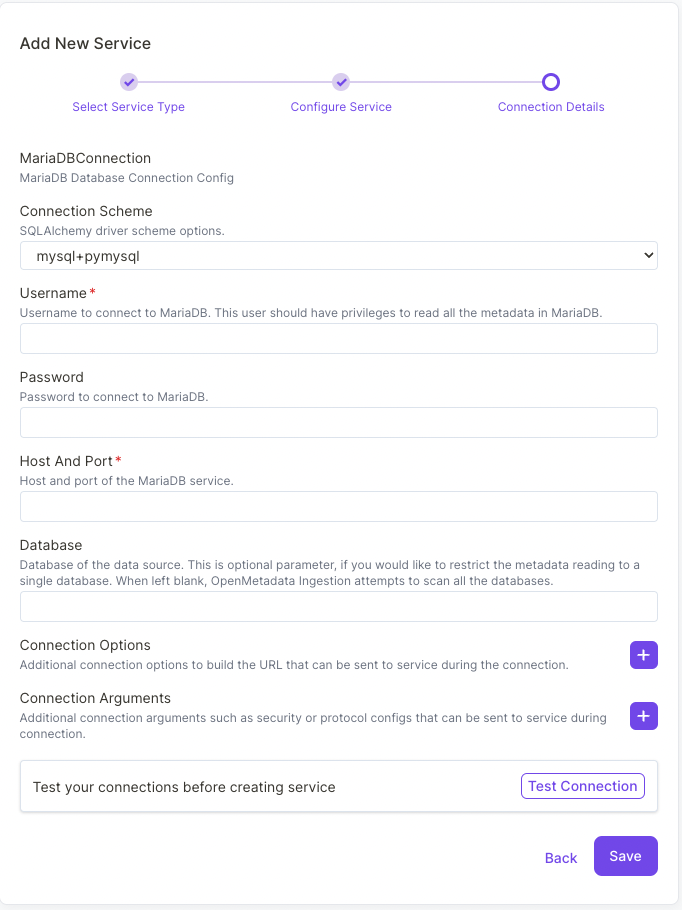 Add New Service
Select Service Type
Configure Service
Connection Details
MariaDBConnection
MariaDB Database Connection Config
Connection Scheme
SQLAlchemy driver scheme options.
mysql+pymysql
Username*
Username to connect to MariaDB. This user should have privileges to read all the metadata in MariaDB.
Password
Password to connect to MariaDB.
Host And Port*
Host and port of the MariaDB service.
Database
Database of the data source. This is optional parameter, if you would like to restrict the metadata reading to a
single database. When left blank, OpenMetadata Ingestion attempts to scan all the databases.
Connection Options
Additional connection options to build the URL that can be sent to service during the connection.
Connection Arguments
Additional connection arguments such as security or protocol configs that can be sent to service during
connection.
Test your connections before creating service
Test Connection
Back
Save